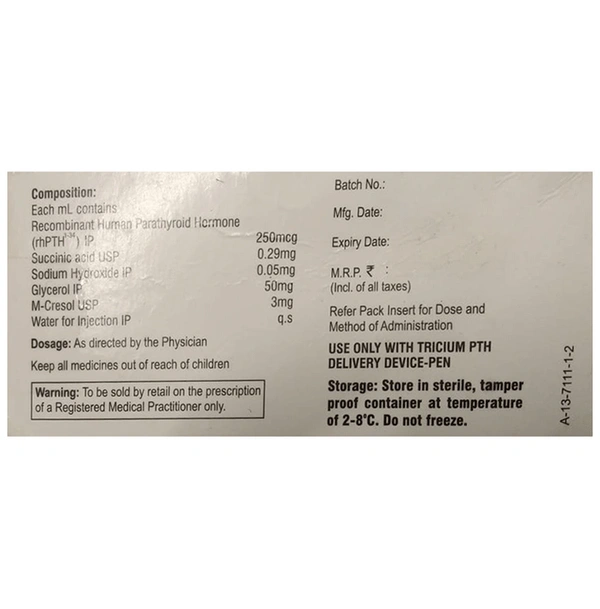 Composition:
Each mL contains
Recombinant Human Parathyroid Hormone
(rhPTH¹⁻³⁴) IP 250mcg
Succinic acid USP 0.29mg
Sodium Hydroxide IP 0.05mg
Glycerol IP 50mg
M-Cresol USP 3mg
Water for Injection IP q.s
Dosage: As directed by the Physician
Keep all medicines out of reach of children
Warning: To be sold by retail on the prescription
of a Registered Medical Practitioner only.
Batch No.:
Mfg. Date:
Expiry Date:
M.R.P. ₹ :
(Incl. of all taxes)
Refer Pack Insert for Dose and
Method of Administration
USE ONLY WITH TRICIUM PTH
DELIVERY DEVICE-PEN
Storage: Store in sterile, tamper
proof container at temperature
of 2-8°C. Do not freeze.
A-13-7111-1-2